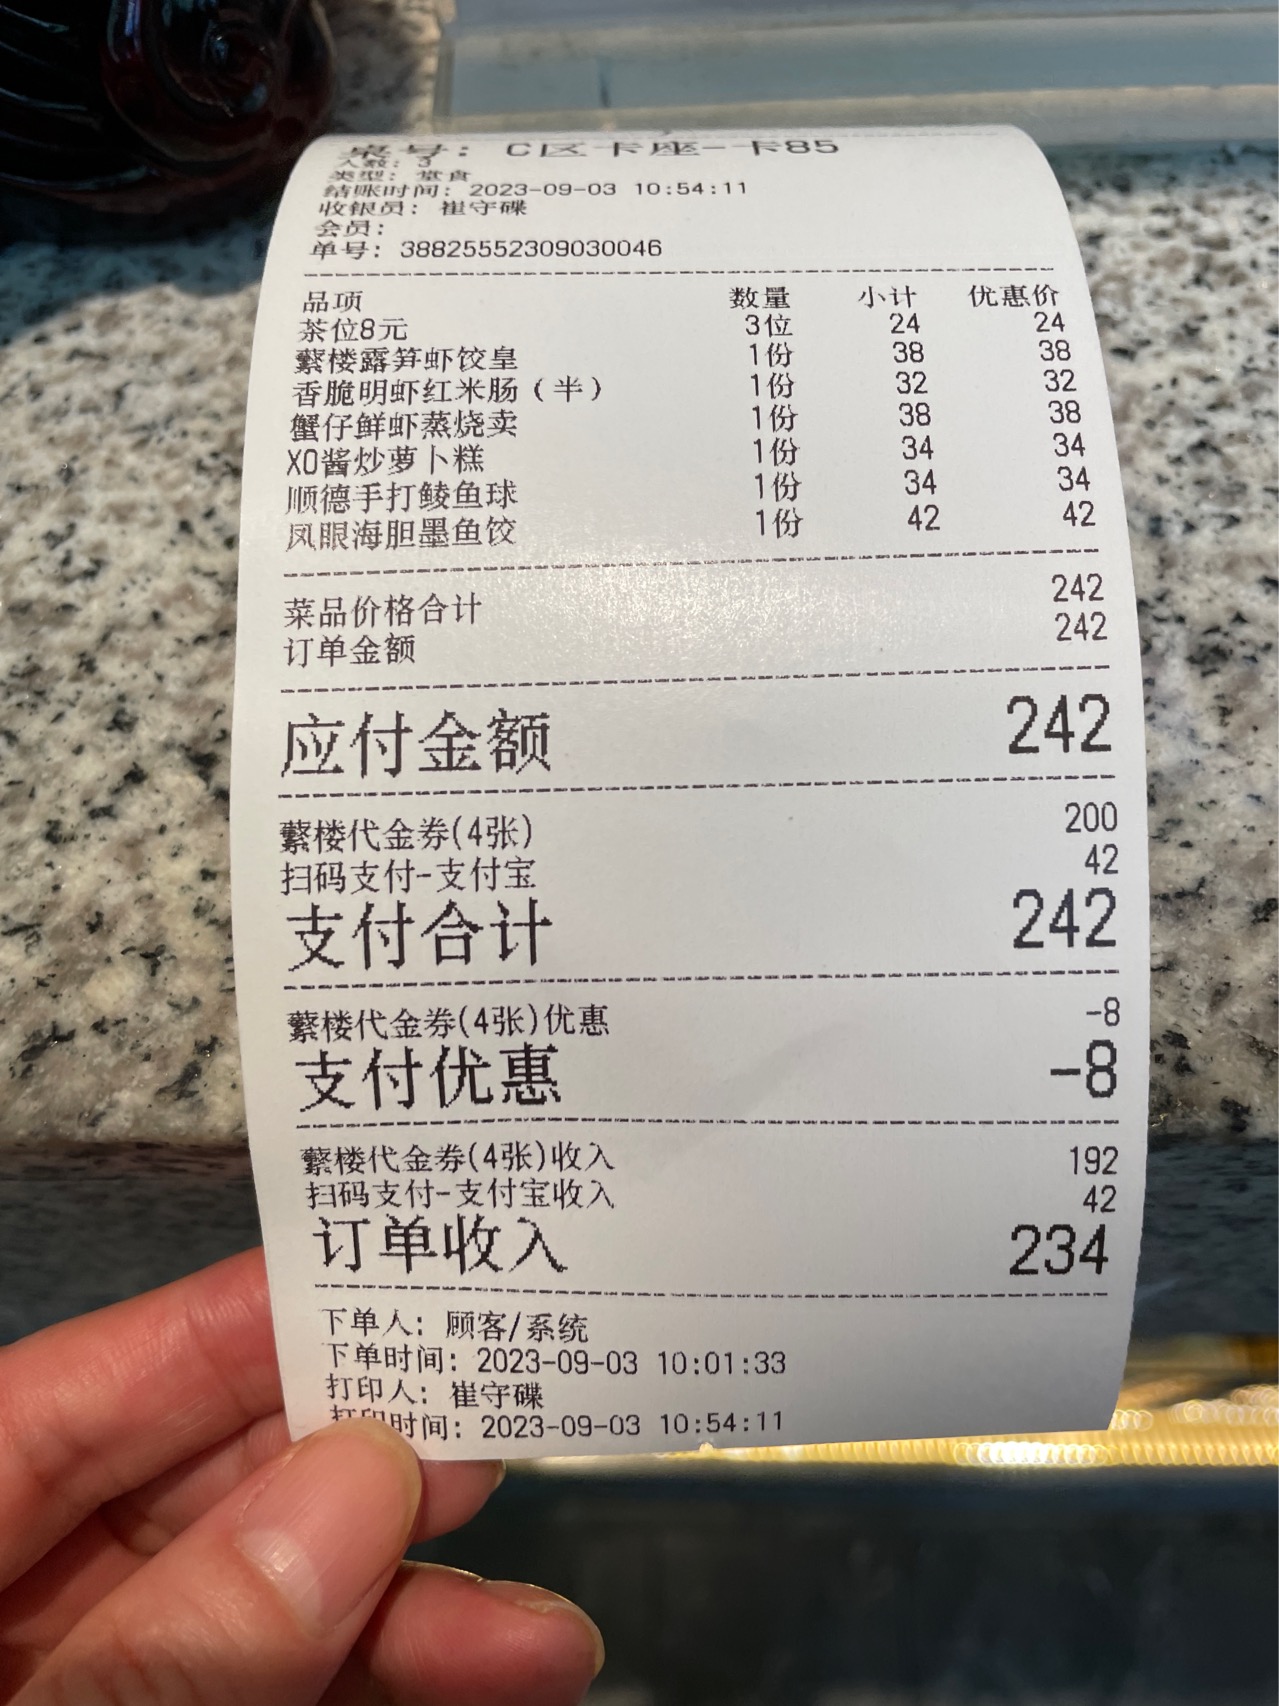 桌号: C区卡座-卡85
人数: 3
类型: 堂食
结账时间: 2023-09-03 10:54:11
收银员: 崔守碟
会员:
单号: 38825552309030046
品项 数量 小计 优惠价
茶位8元 3位 24 24
蘩楼露笋虾饺皇 1份 38 38
香脆明虾红米肠（半） 1份 32 32
蟹仔鲜虾蒸烧卖 1份 38 38
XO酱炒萝卜糕 1份 34 34
顺德手打鲮鱼球 1份 34 34
凤眼海胆墨鱼饺 1份 42 42
菜品价格合计 242
订单金额 242
应付金额 242
蘩楼代金券(4张) 200
扫码支付-支付宝 42
支付合计 242
蘩楼代金券(4张)优惠 -8
支付优惠 -8
蘩楼代金券(4张)收入 192
扫码支付-支付宝收入 42
订单收入 234
下单人: 顾客/系统
下单时间: 2023-09-03 10:01:33
打印人: 崔守碟
打印时间: 2023-09-03 10:54:11